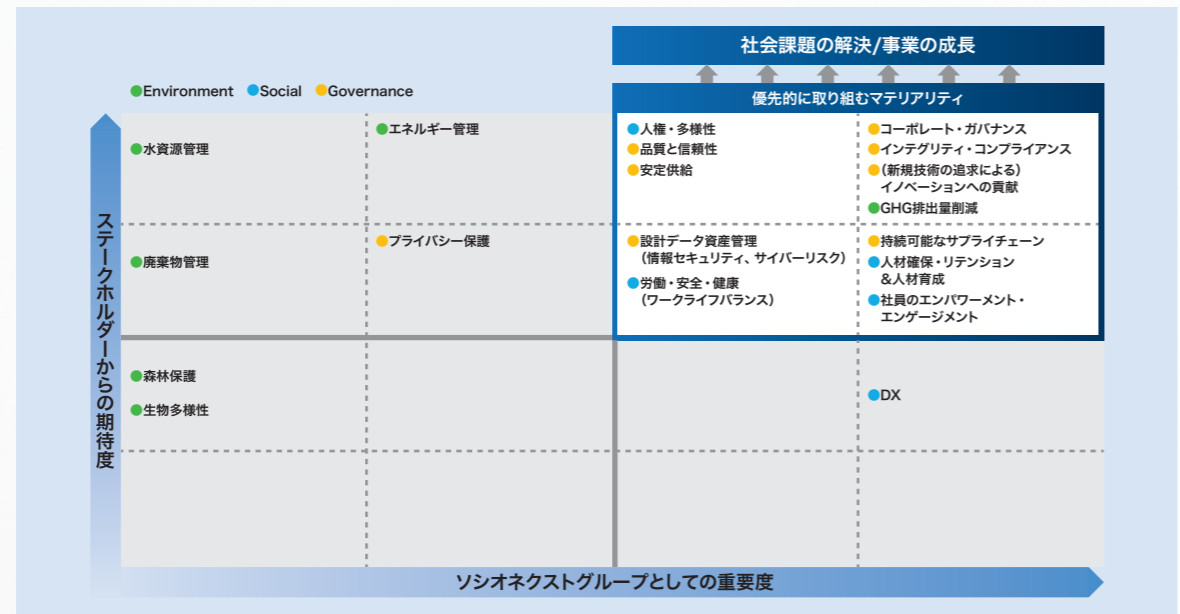 社会課題の解決/事業の成長
優先的に取り組むマテリアリティ
●Environment ●Social ●Governance
ステークホルダーからの期待度
●水資源管理
●エネルギー管理
●人権・多様性
●品質と信頼性
●安定供給
●コーポレート・ガバナンス
●インテグリティ・コンプライアンス
●(新規技術の追求による)
イノベーションへの貢献
●GHG排出量削減
●廃棄物管理
●プライバシー保護
●設計データ資産管理
(情報セキュリティ、サイバーリスク)
●労働・安全・健康
(ワークライフバランス)
●持続可能なサプライチェーン
●人材確保・リテンション
&人材育成
●社員のエンパワーメント・
エンゲージメント
●森林保護
●生物多様性
●DX
ソシオネクストグループとしての重要度